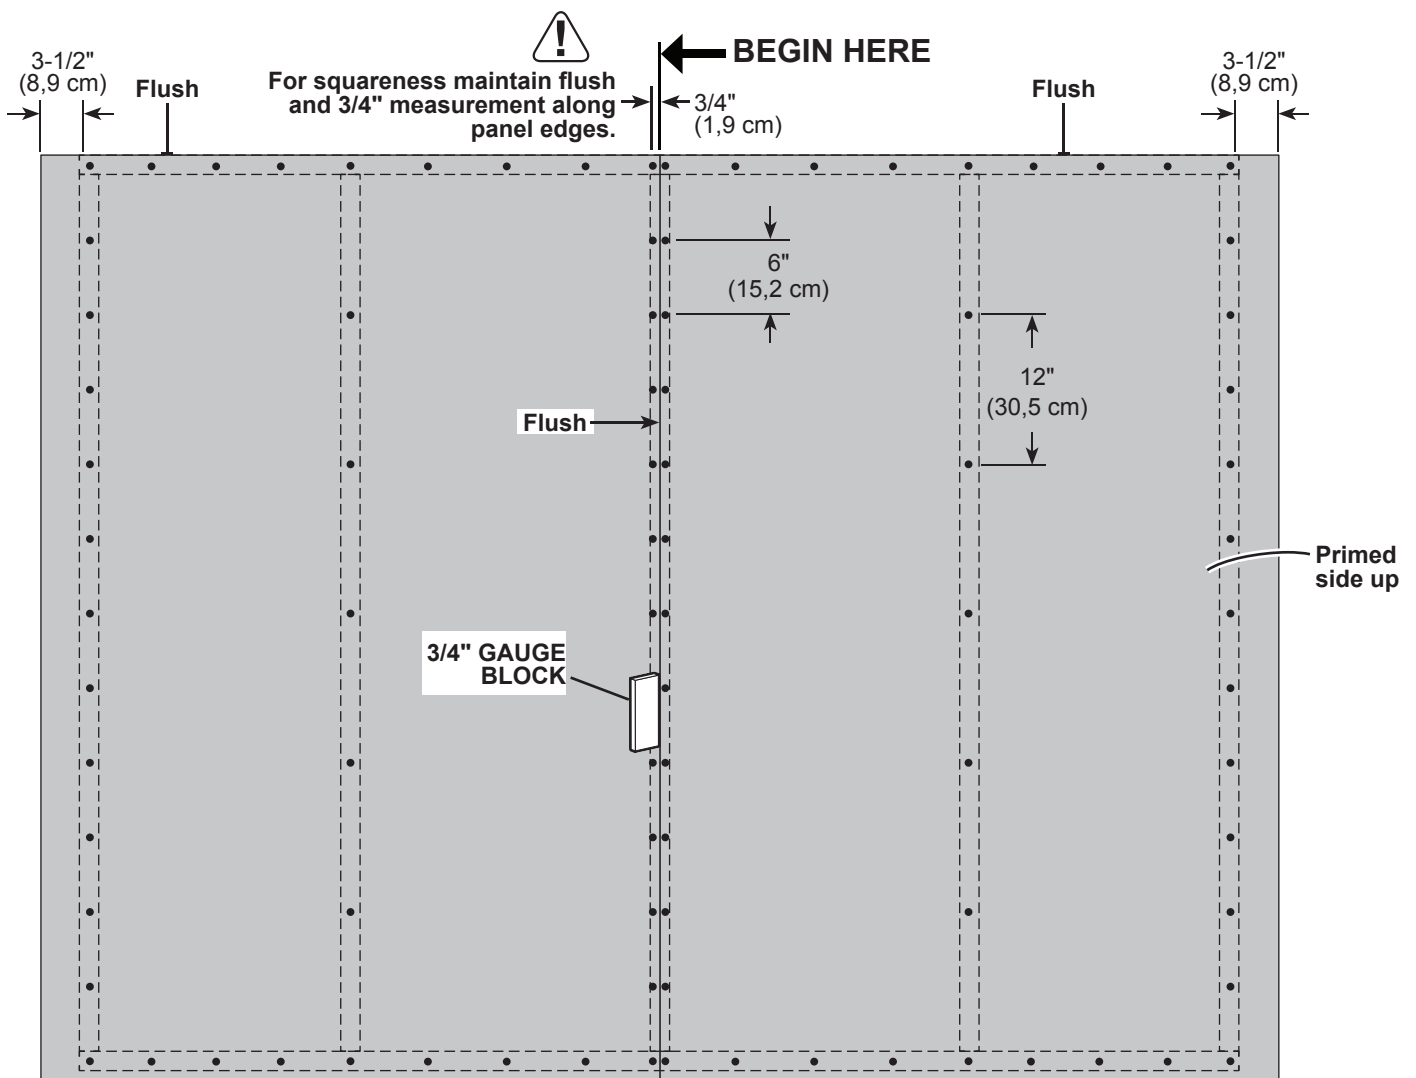 BEGIN HERE
3-1/2"
(8,9 cm)
Flush
For squareness maintain flush
and 3/4" measurement along
panel edges.
3/4"
(1,9 cm)
Flush
3-1/2"
(8,9 cm)
6"
(15,2 cm)
12"
(30,5 cm)
Flush
Primed
side up
3/4" GAUGE
BLOCK